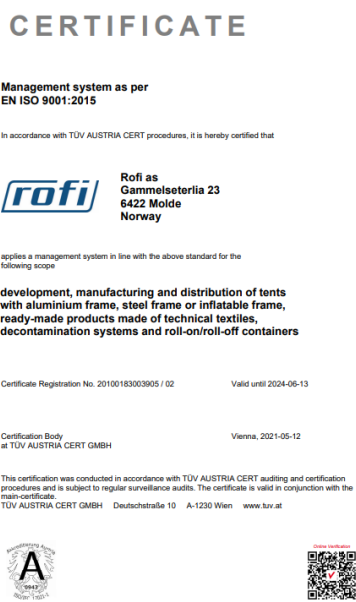 CERTIFICATE
Management system as per
EN ISO 9001:2015
In accordance with TÜV AUSTRIA CERT procedures, it is hereby certified that
rofi
Rofi as
Gammelseterlia 23
6422 Molde
Norway
applies a management system in line with the above standard for the
following scope
development, manufacturing and distribution of tents
with aluminium frame, steel frame or inflatable frame,
ready-made products made of technical textiles,
decontamination systems and roll-on/roll-off containers
Certificate Registration No. 20100183003905 / 02
Valid until 2024-06-13
Certification Body
at TÜV AUSTRIA CERT GMBH
Vienna, 2021-05-12
This certification was conducted in accordance with TÜV AUSTRIA CERT auditing and certification
procedures and is subject to regular surveillance audits. The certificate is valid in conjunction with the
main-certificate.
TÜV AUSTRIA CERT GMBH Deutschstraße 10 A-1230 Wien www.tuv.at
Akkreditierung Austria
A
0943
Online Verification